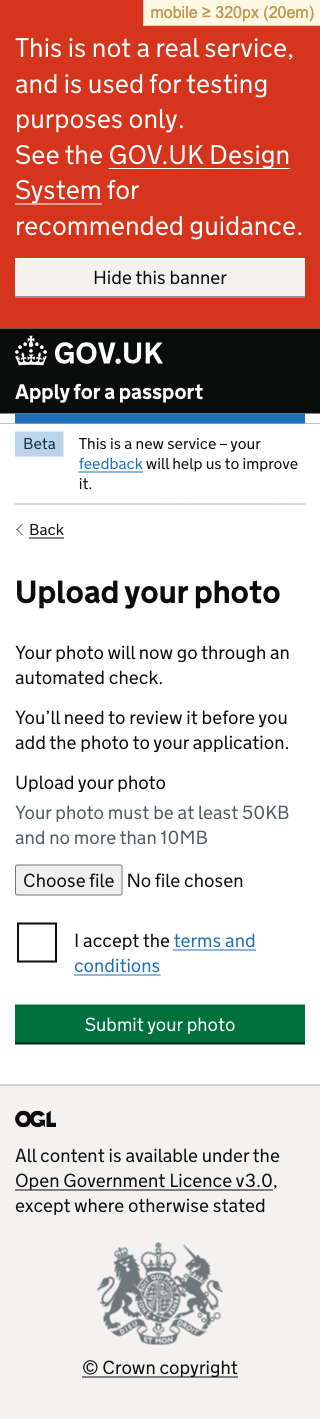 mobile ≥ 320px (20em)
This is not a real service,
and is used for testing
purposes only.
See the GOV.UK Design
System for
recommended guidance.
Hide this banner
GOV.UK
Apply for a passport
Beta
This is a new service – your
feedback will help us to improve
it.
Back
Upload your photo
Your photo will now go through an
automated check.
You’ll need to review it before you
add the photo to your application.
Upload your photo
Your photo must be at least 50KB
and no more than 10MB
Choose file No file chosen
I accept the terms and
conditions
Submit your photo
OGL
All content is available under the
Open Government Licence v3.0,
except where otherwise stated
DIEU ET MON
© Crown copyright